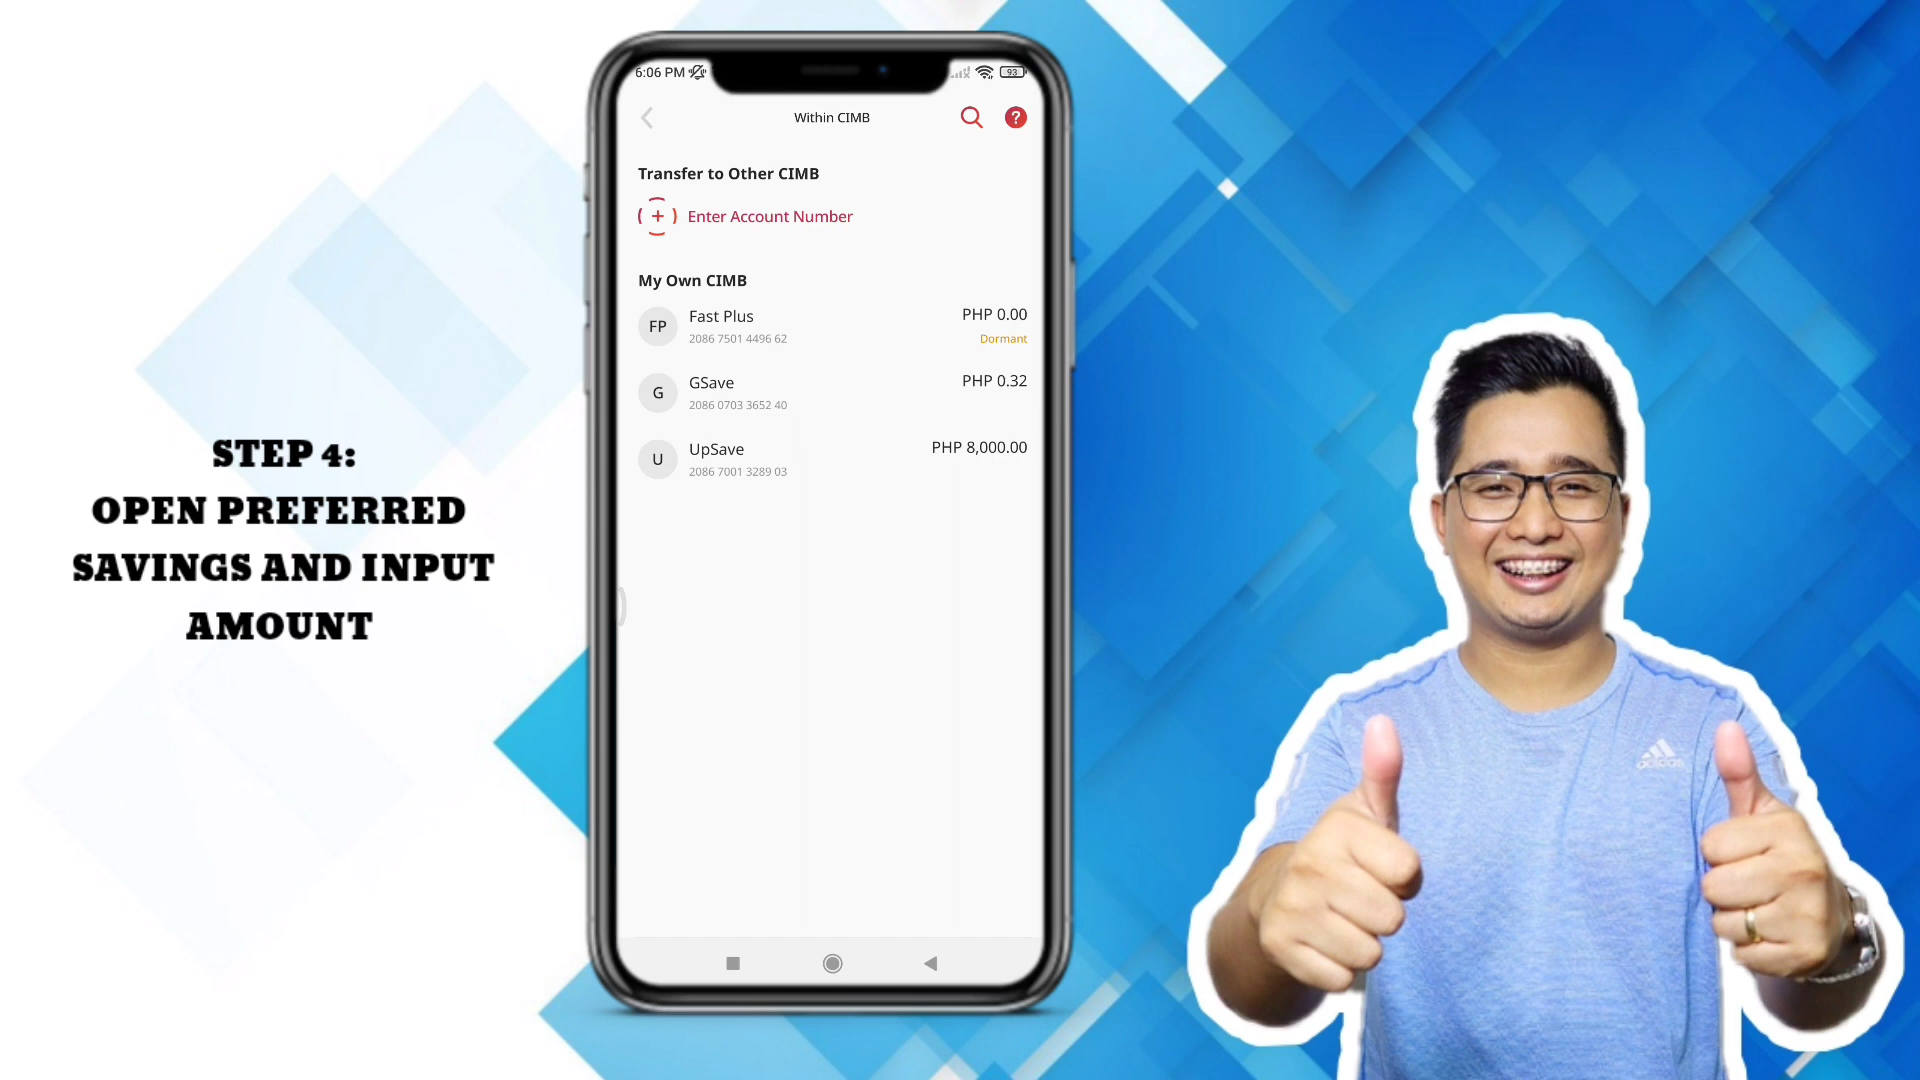 STEP 4:
OPEN PREFERRED
SAVINGS AND INPUT
AMOUNT
6:06 PM
93
Within CIMB
?
Transfer to Other CIMB
+ Enter Account Number
My Own CIMB
FP
Fast Plus
PHP 0.00
2086 7501 4496 62
Dormant
G
GSave
PHP 0.32
2086 0703 3652 40
U
UpSave
PHP 8,000.00
2086 7001 3289 03
adidas